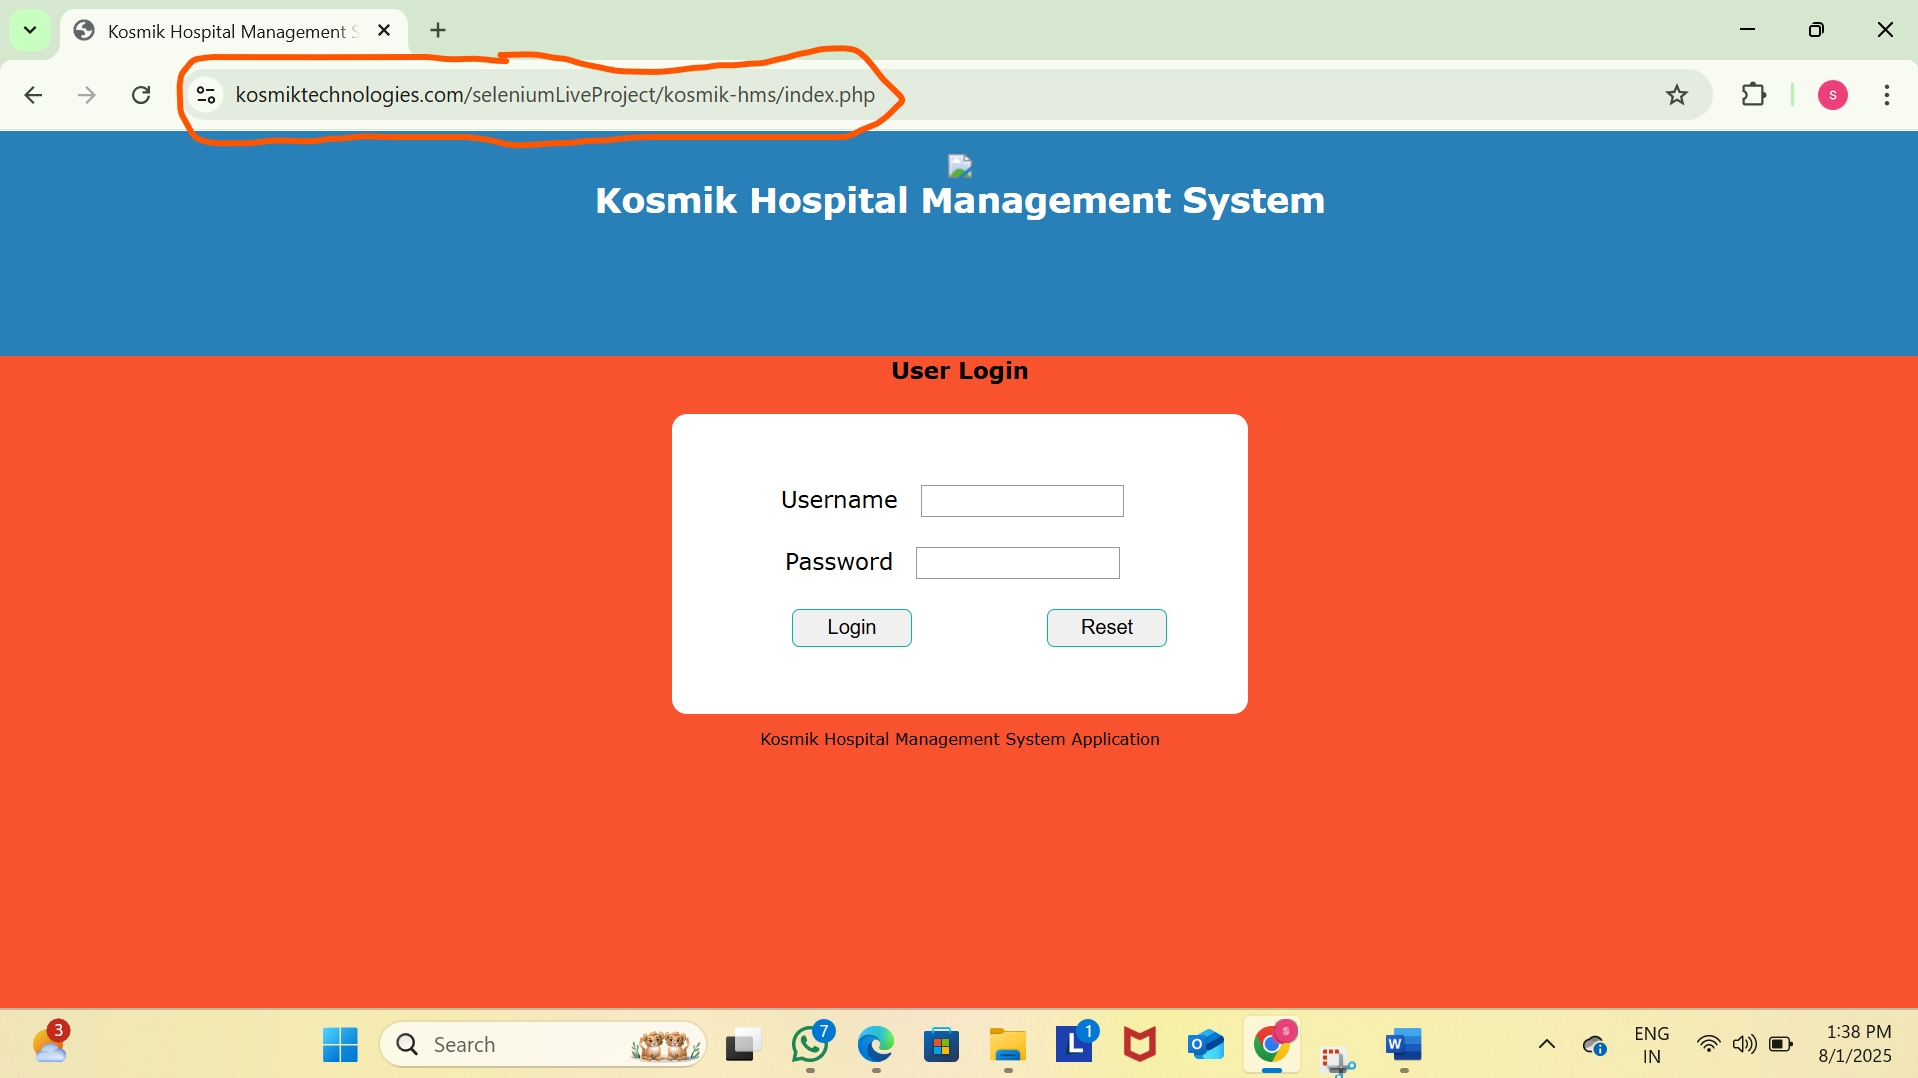 Kosmik Hospital Management S
kosmiktechnologies.com/seleniumLiveProject/kosmik-hms/index.php
s
Kosmik Hospital Management System
User Login
Username
Password
Login
Reset
Kosmik Hospital Management System Application
3
Search
7
1
L
O
s
W
ENG
IN
1:38 PM
8/1/2025